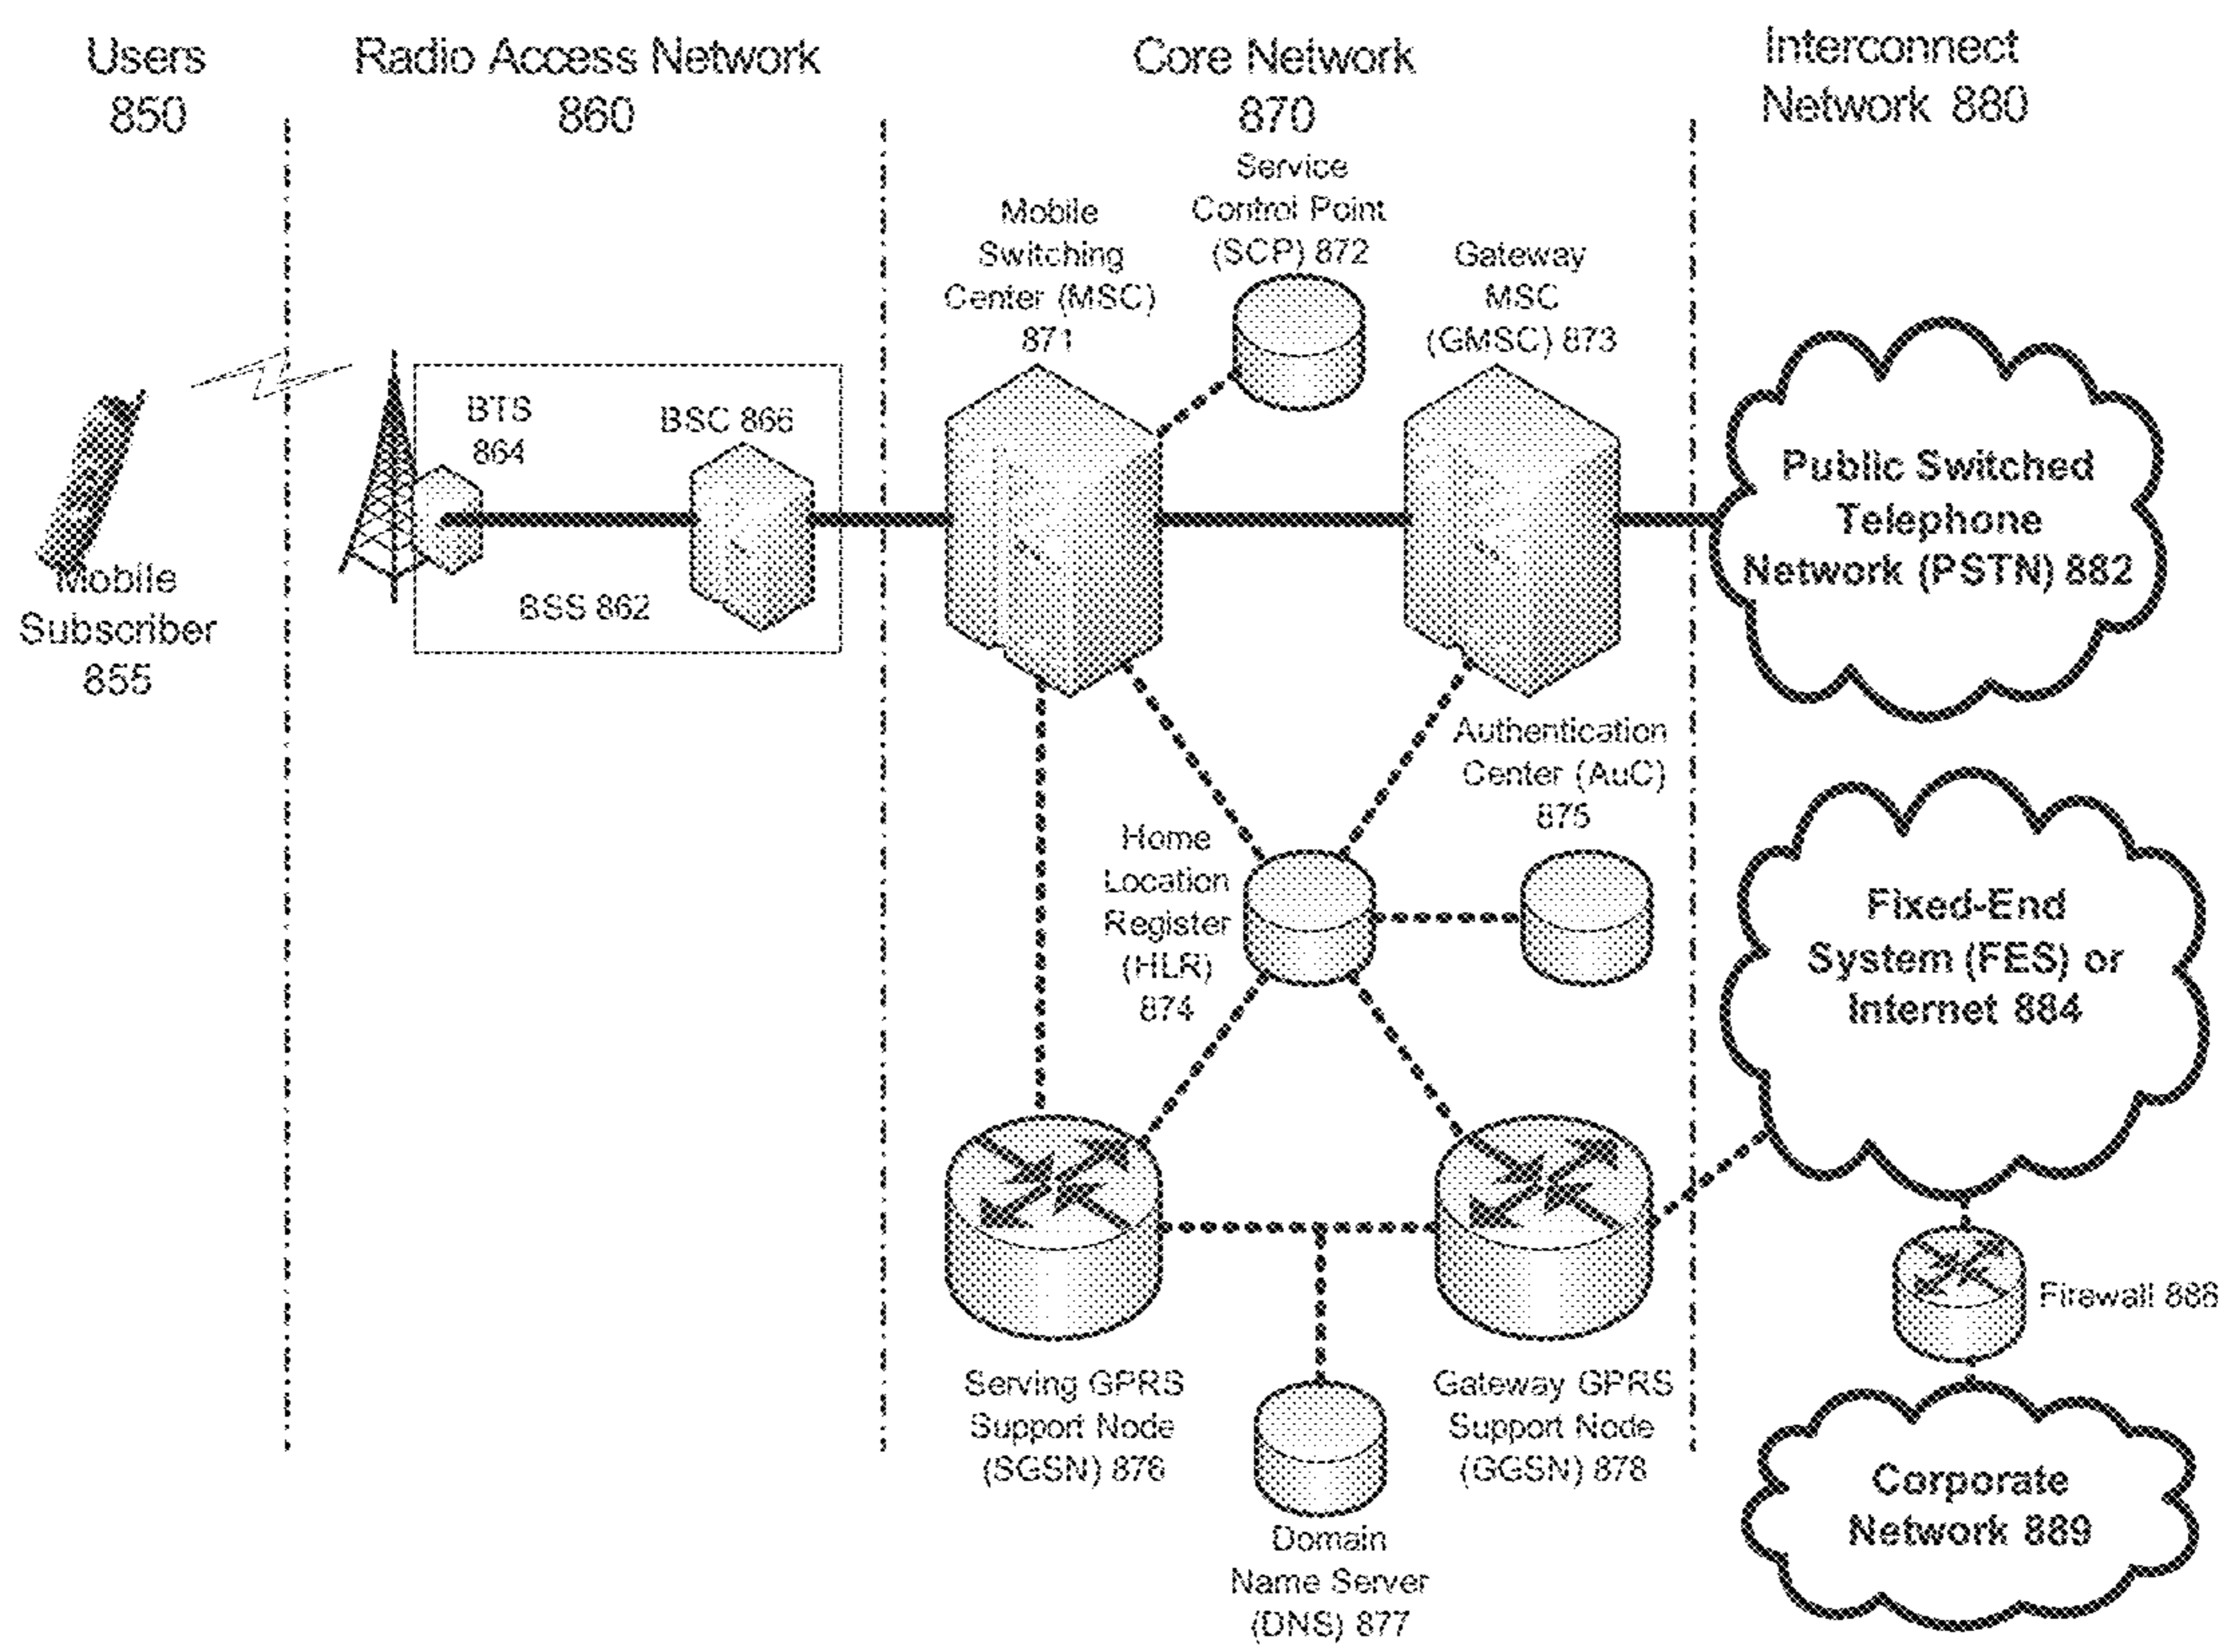 Users
850
Radio Access Network
860
Core Network
870
Interconnect
Network 880
Service
Control Point
(SCP) 872
Mobile
Switching
Center (MSC)
871
Gateway
MSC
(GMSC) 873
BTS
864
BSC 866
BSS 862
Mobile
Subscriber
855
Public Switched
Telephone
Network (PSTN) 882
Authentication
Center (AuC)
875
Home
Location
Register
(HLR)
874
Fixed-End
System (FES) or
Internet 884
Firewall 888
Serving GPRS
Support Node
(SGSN) 876
Gateway GPRS
Support Node
(GGSN) 878
Domain
Name Server
(DNS) 877
Corporate
Network 889